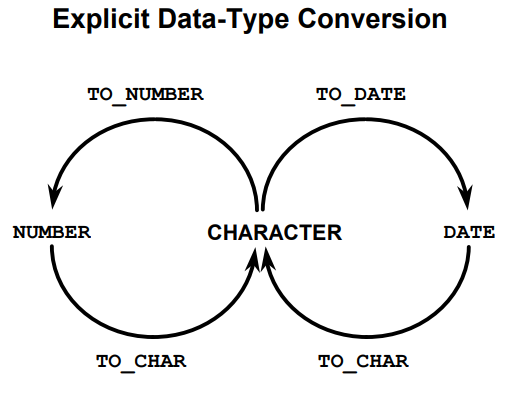 Explicit Data-Type Conversion
TO_NUMBER TO_DATE
NUMBER CHARACTER DATE
TO_CHAR TO_CHAR